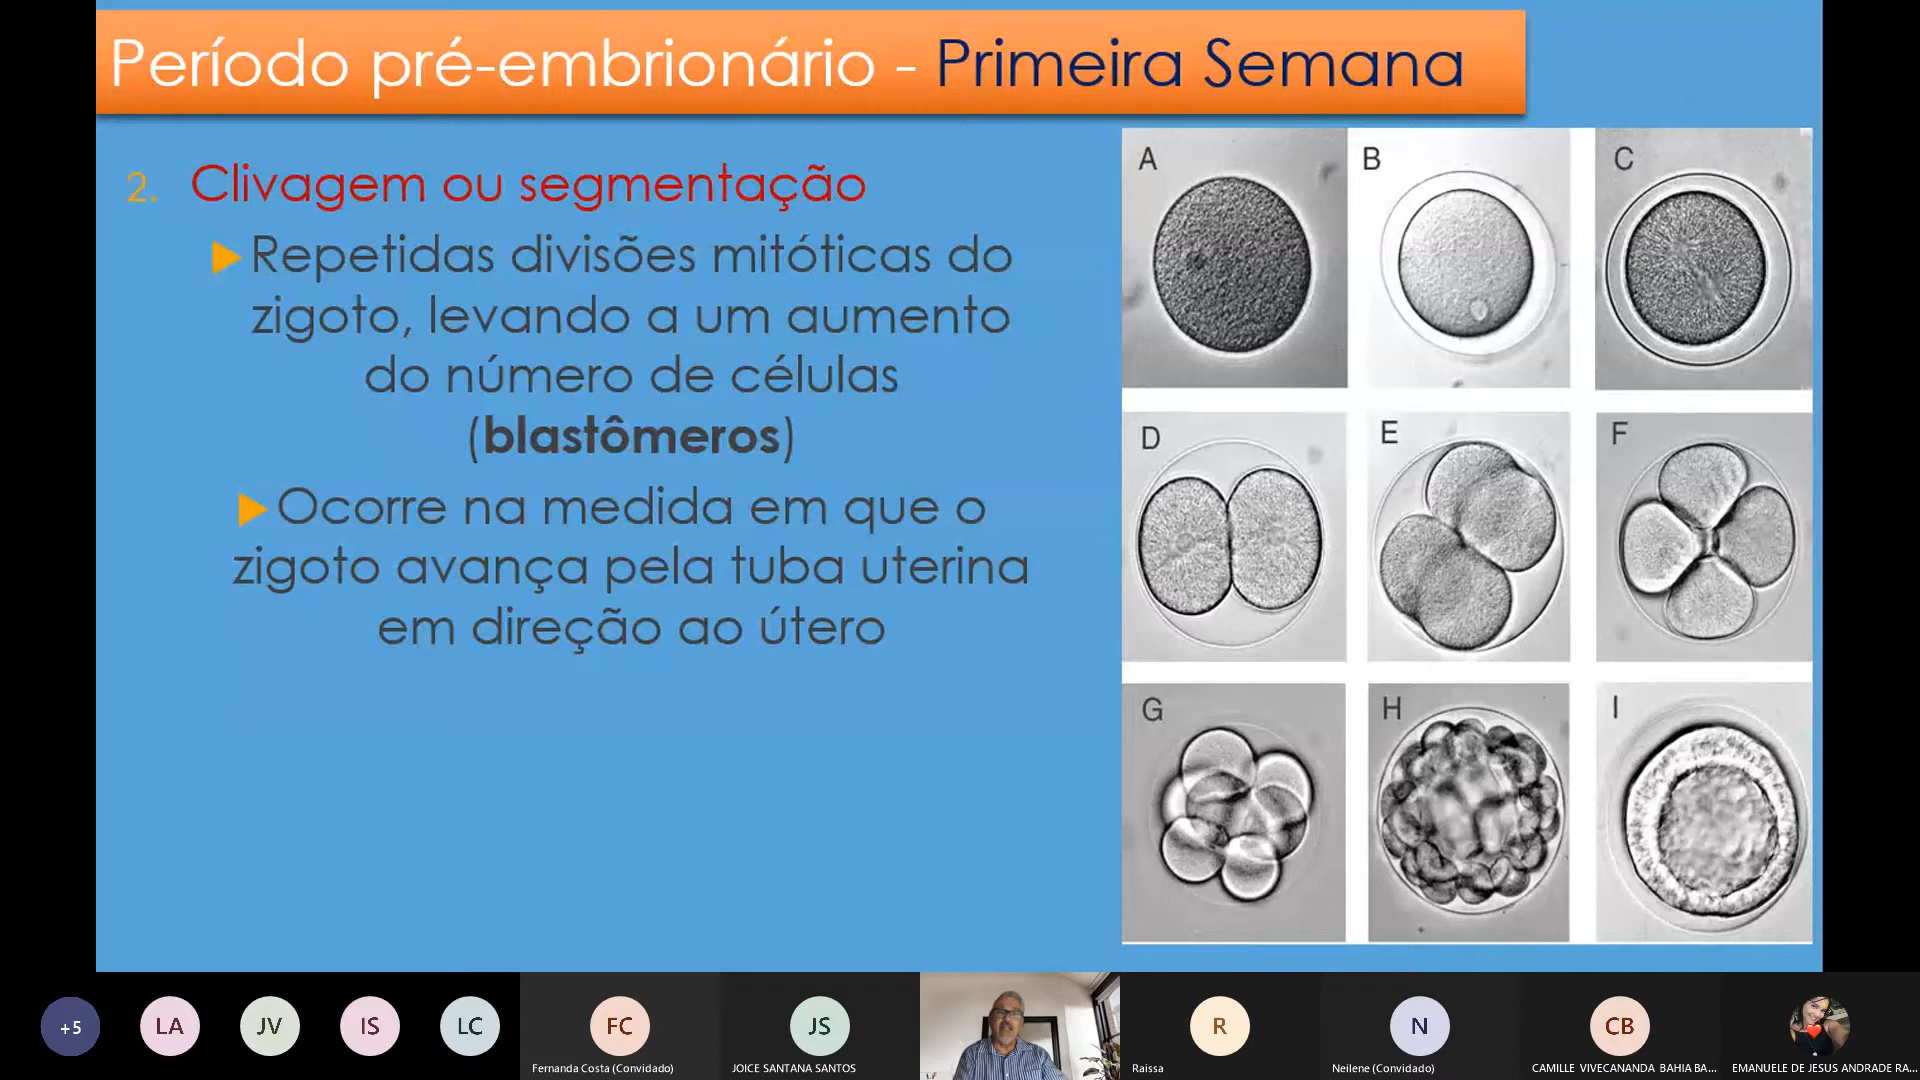 Período pré-embrionário - Primeira Semana
2. Clivagem ou segmentação
Repetidas divisões mitóticas do
zigoto, levando a um aumento
do número de células
(blastômeros)
Ocorre na medida em que o
zigoto avança pela tuba uterina
em direção ao útero
A
B
C
D
E
F
G
H
I
+5
LA
JV
IS
LC
FC
Fernanda Costa (Convidado)
JS
JOICE SANTANA SANTOS
R
Raissa
N
Neilene (Convidado)
CB
CAMILLE VIVECANANDA BAHIA BA...
EMANUELE DE JESUS ANDRADE RA...